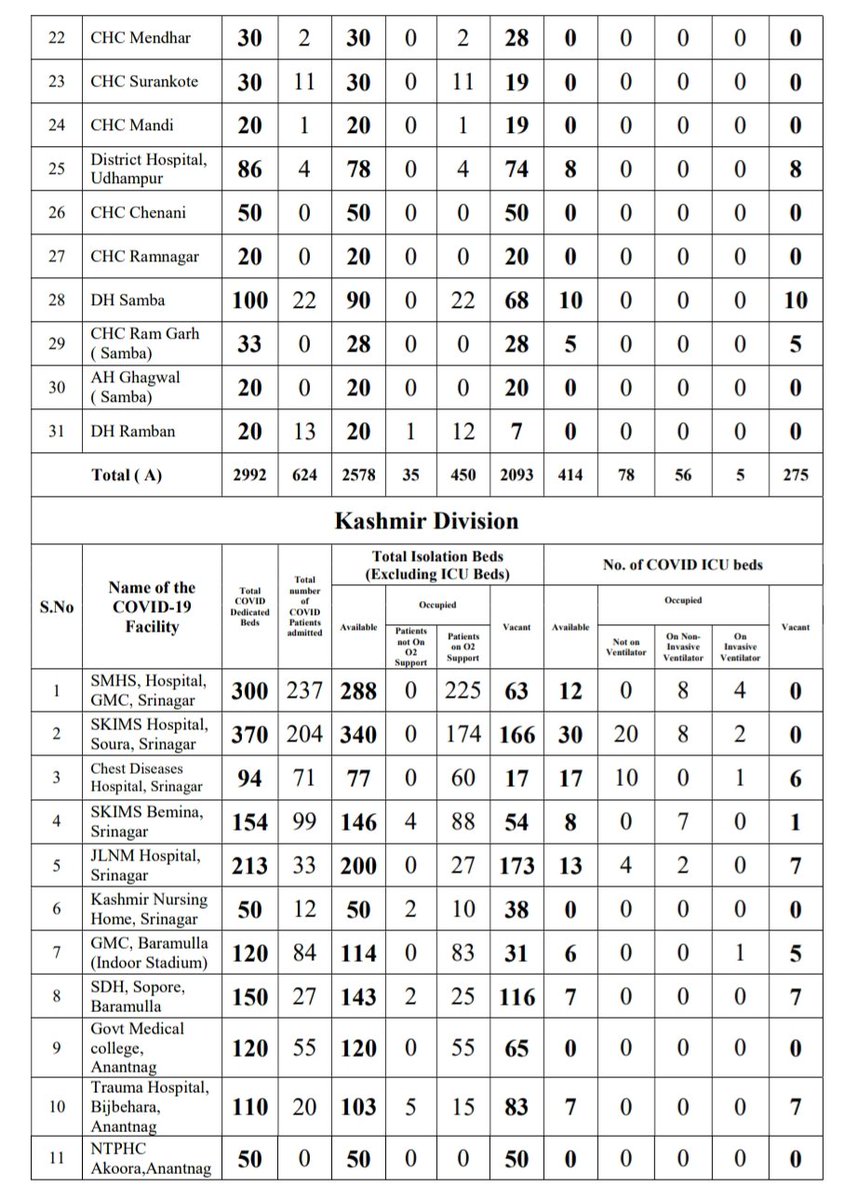 22 CHC Mendhar 30 2 30 0 2 28 0 0 0 0 0
23 CHC Surankote 30 11 30 0 11 19 0 0 0 0 0
24 CHC Mandi 20 1 20 0 1 19 0 0 0 0 0
25 District Hospital, Udhampur 86 4 78 0 4 74 8 0 0 0 8
26 CHC Chenani 50 0 50 0 0 50 0 0 0 0 0
27 CHC Ramnagar 20 0 20 0 0 20 0 0 0 0 0
28 DH Samba 100 22 90 0 22 68 10 0 0 0 10
29 CHC Ram Garh ( Samba) 33 0 28 0 0 28 5 0 0 0 5
30 AH Ghagwal ( Samba) 20 0 20 0 0 20 0 0 0 0 0
31 DH Ramban 20 13 20 1 12 7 0 0 0 0 0
Total ( A) 2992 624 2578 35 450 2093 414 78 56 5 275
Kashmir Division
S.No
Name of the COVID-19 Facility
Total COVID Dedicated Beds
Total number of COVID Patients admitted
Total Isolation Beds (Excluding ICU Beds)
No. of COVID ICU beds
Available
Occupied
Vacant
Available
Occupied
Vacant
Patients not On O2 Support
Patients on O2 Support
Not on Ventilator
On Non-Invasive Ventilator
On Invasive Ventilator
1 SMHS, Hospital, GMC, Srinagar 300 237 288 0 225 63 12 0 8 4 0
2 SKIMS Hospital, Soura, Srinagar 370 204 340 0 174 166 30 20 8 2 0
3 Chest Diseases Hospital, Srinagar 94 71 77 0 60 17 17 10 0 1 6
4 SKIMS Bemina, Srinagar 154 99 146 4 88 54 8 0 7 0 1
5 JLNM Hospital, Srinagar 213 33 200 0 27 173 13 4 2 0 7
6 Kashmir Nursing Home, Srinagar 50 12 50 2 10 38 0 0 0 0 0
7 GMC, Baramulla (Indoor Stadium) 120 84 114 0 83 31 6 0 0 1 5
8 SDH, Sopore, Baramulla 150 27 143 2 25 116 7 0 0 0 7
9 Govt Medical college, Anantnag 120 55 120 0 55 65 0 0 0 0 0
10 Trauma Hospital, Bijbehara, Anantnag 110 20 103 5 15 83 7 0 0 0 7
11 NTPHC Akoora,Anantnag 50 0 50 0 0 50 0 0 0 0 0